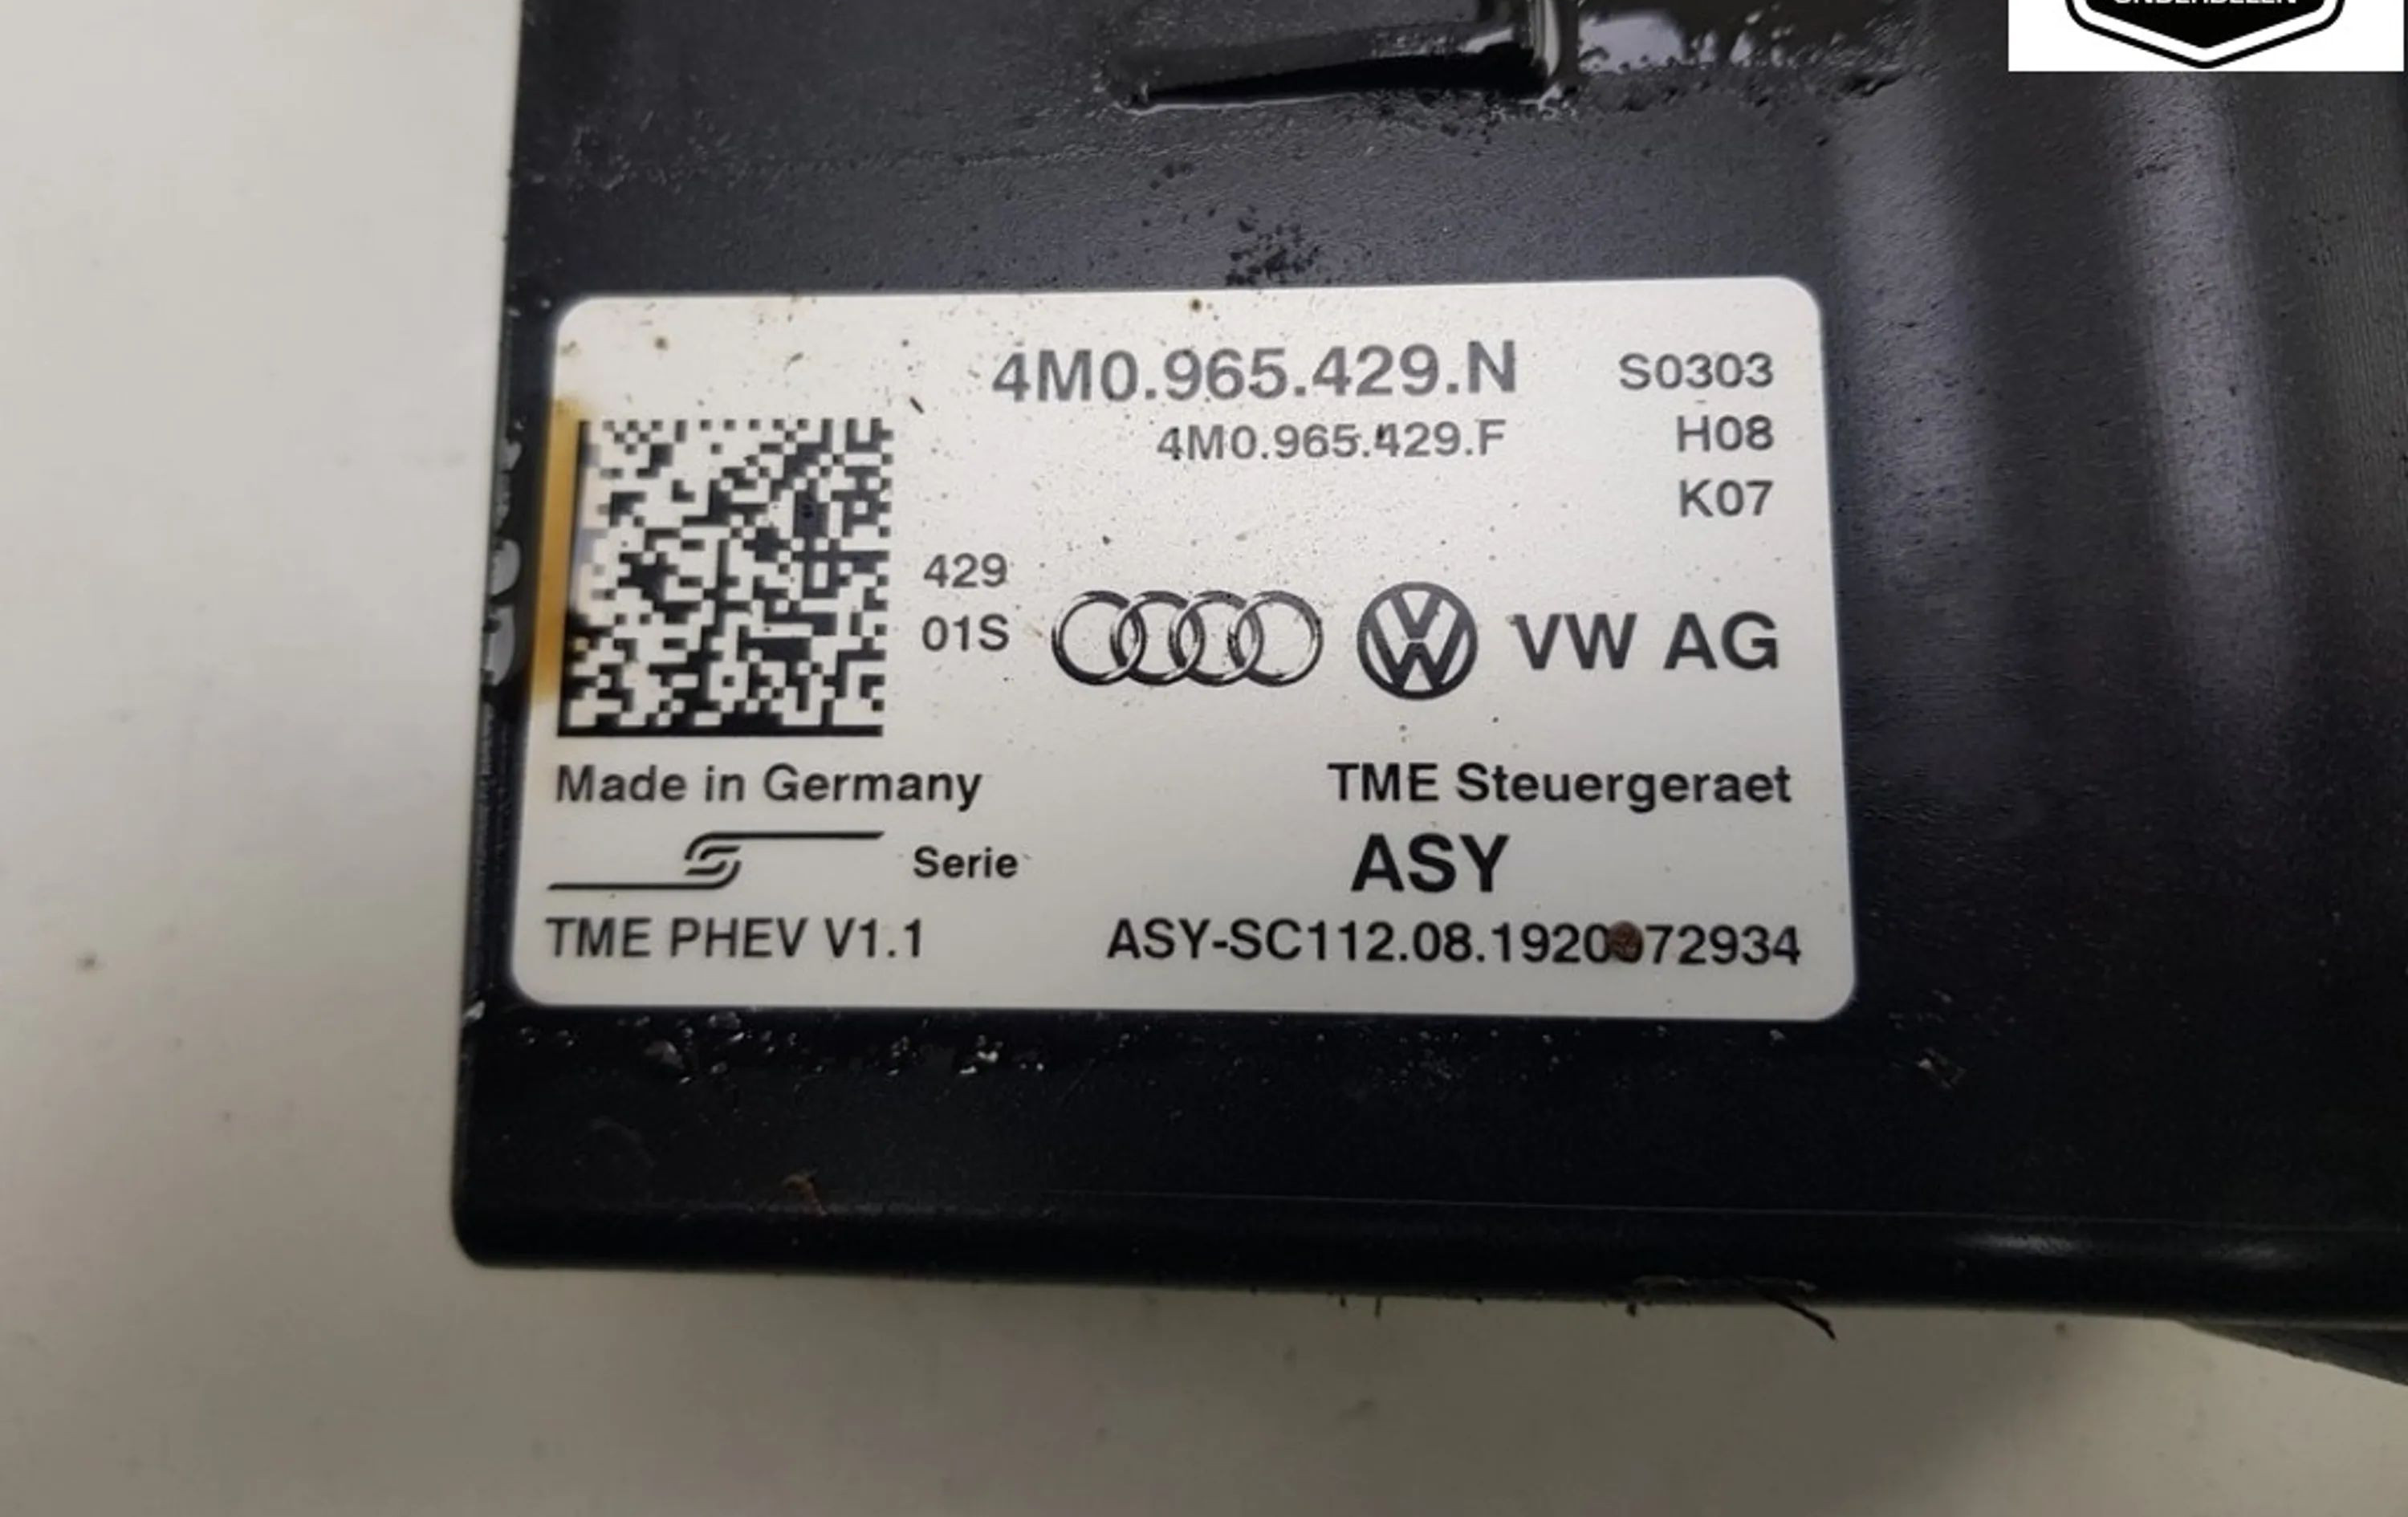 4M0.965.429.N S0303
4M0.965.429.F H08
K07
429
01S VW AG
Made in Germany TME Steuergeraet
Serie ASY
TME PHEV V1.1